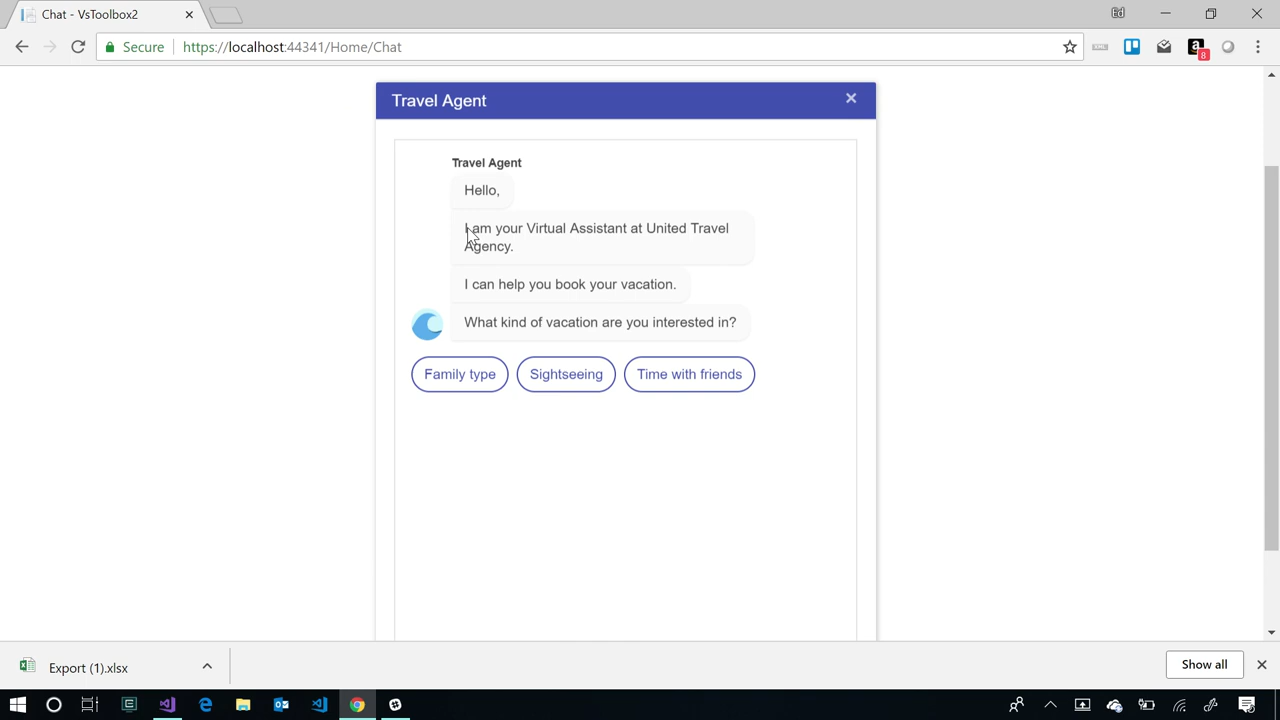 Chat - VsToolbox2
Ed
Secure
https://localhost:44341/Home/Chat
a
8
Travel Agent
Travel Agent
Hello,
I am your Virtual Assistant at United Travel
Agency.
I can help you book your vacation.
What kind of vacation are you interested in?
Family type Sightseeing Time with friends
Export (1).xlsx
Show all